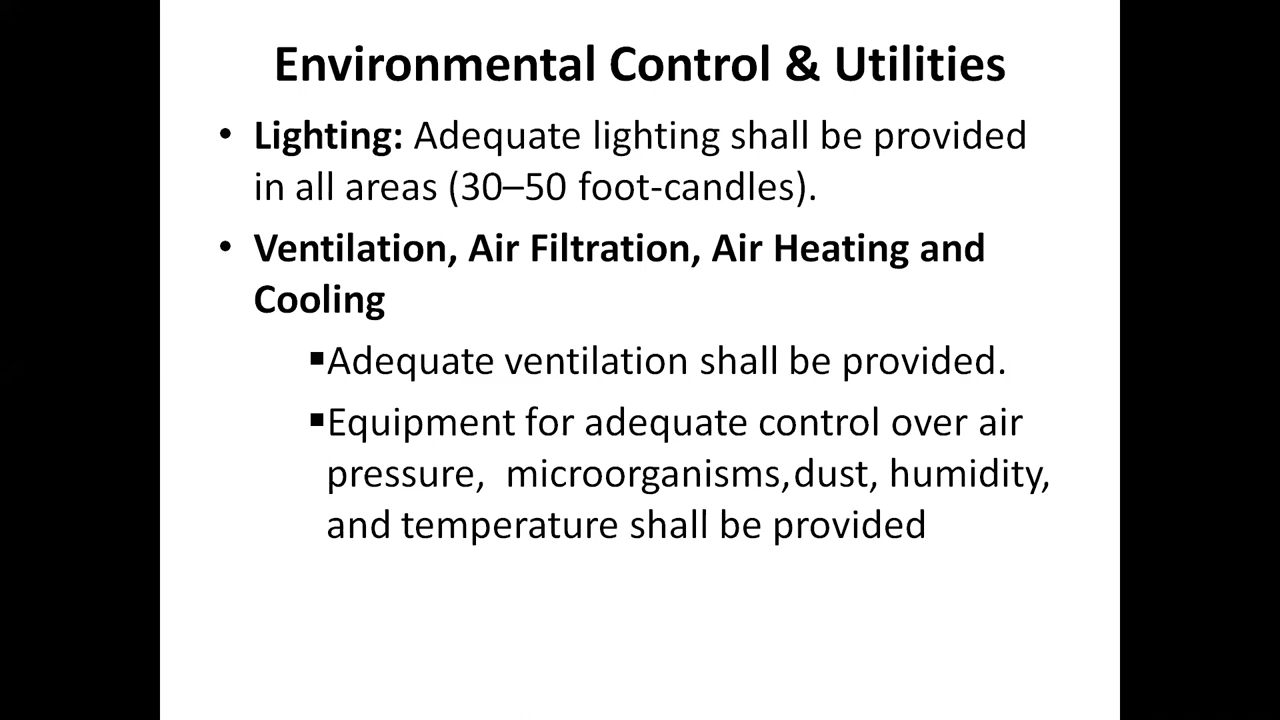 Environmental Control & Utilities
• Lighting: Adequate lighting shall be provided
in all areas (30–50 foot-candles).
• Ventilation, Air Filtration, Air Heating and
Cooling
▪Adequate ventilation shall be provided.
▪Equipment for adequate control over air
pressure, microorganisms,dust, humidity,
and temperature shall be provided